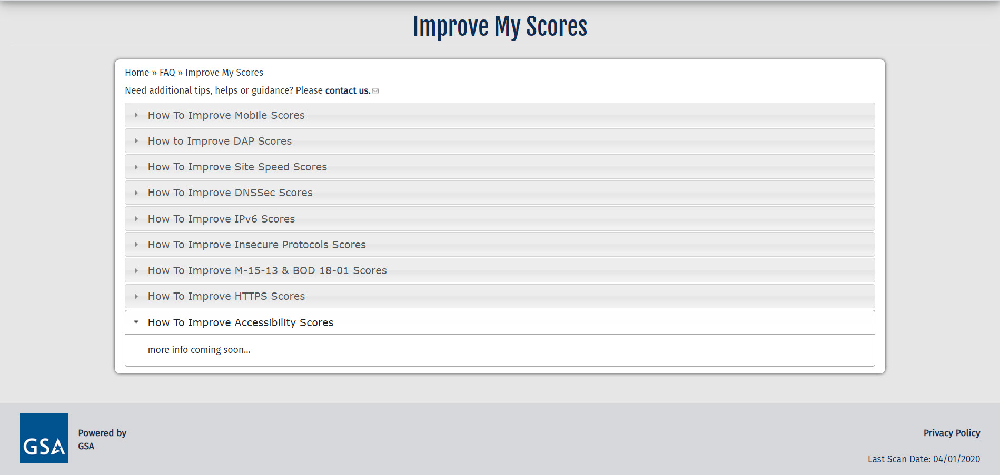 Improve My Scores
Home » FAQ » Improve My Scores
Need additional tips, helps or guidance? Please contact us.
How To Improve Mobile Scores
How to Improve DAP Scores
How To Improve Site Speed Scores
How To Improve DNSSec Scores
How To Improve IPv6 Scores
How To Improve Insecure Protocols Scores
How To Improve M-15-13 & BOD 18-01 Scores
How To Improve HTTPS Scores
How To Improve Accessibility Scores
more info coming soon...
GSA
Powered by
GSA
Privacy Policy
Last Scan Date: 04/01/2020